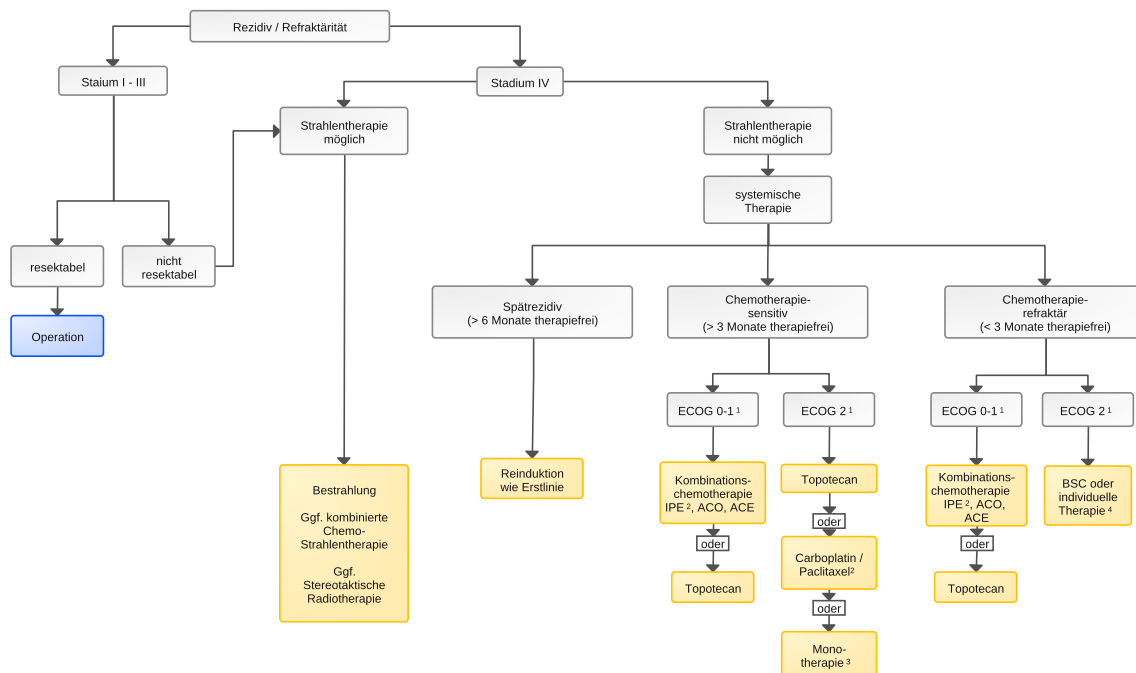 Rezidiv / Refraktärität
Staium I - III
Stadium IV
Strahlentherapie
möglich
Strahlentherapie
nicht möglich
systemische
Therapie
resektabel
nicht
resektabel
Operation
Spätrezidiv
(> 6 Monate therapiefrei)
Chemotherapie-
sensitiv
(> 3 Monate therapiefrei)
Chemotherapie-
refraktär
(< 3 Monate therapiefrei)
ECOG 0-1 ¹
ECOG 2 ¹
ECOG 0-1 ¹
ECOG 2 ¹
Bestrahlung
Ggf. kombinierte
Chemo-
Strahlentherapie
Ggf.
Stereotaktische
Radiotherapie
Reinduktion
wie Erstlinie
Kombinations-
chemotherapie
IPE ², ACO, ACE
oder
Topotecan
Topotecan
oder
Carboplatin /
Paclitaxel²
oder
Mono-
therapie ³
Kombinations-
chemotherapie
IPE ², ACO,
ACE
oder
Topotecan
BSC oder
individuelle
Therapie ⁴